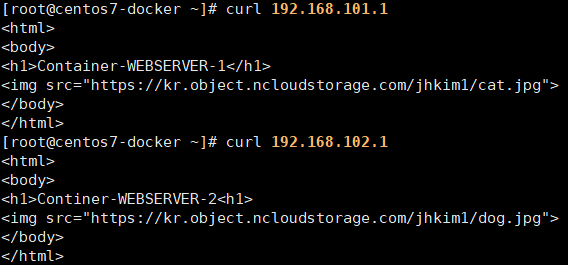 [root@centos7-docker ~]# curl 192.168.101.1
<html>
<body>
<h1>Container-WEBSERVER-1</h1>
<img src="https://kr.object.ncloudstorage.com/jhkim1/cat.jpg">
</body>
</html>
[root@centos7-docker ~]# curl 192.168.102.1
<html>
<body>
<h1>Continer-WEBSERVER-2<h1>
<img src="https://kr.object.ncloudstorage.com/jhkim1/dog.jpg">
</body>
</html>